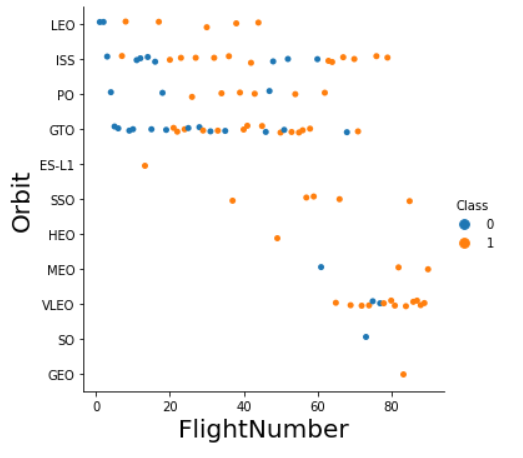 LEO
ISS
PO
GTO
ES-L1
SSO
HEO
MEO
VLEO
SO
GEO
Orbit
0 20 40 60 80
FlightNumber
Class
0
1